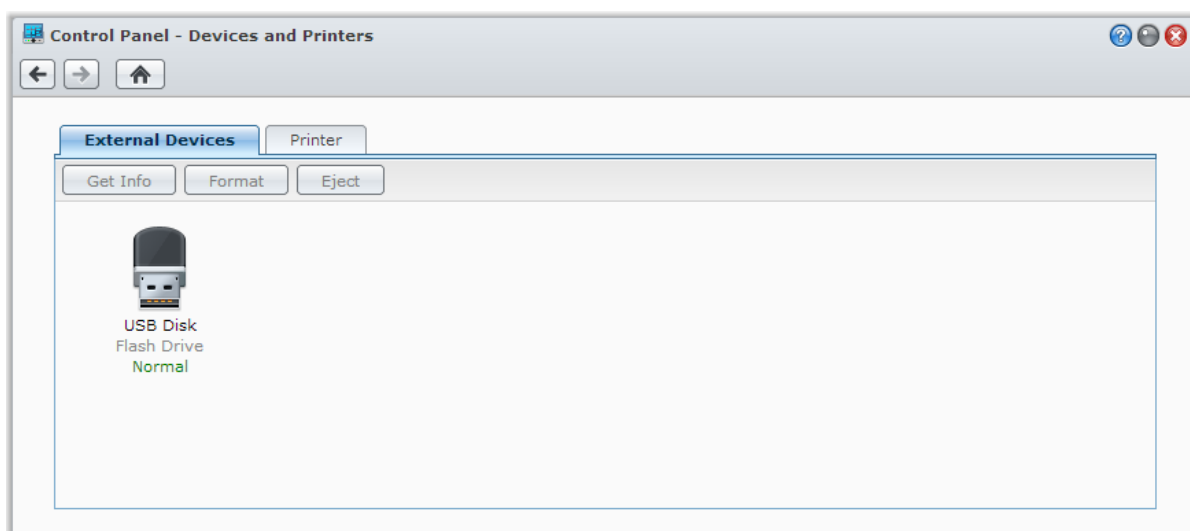 Control Panel - Devices and Printers
External Devices Printer
Get Info Format Eject
USB Disk
Flash Drive
Normal